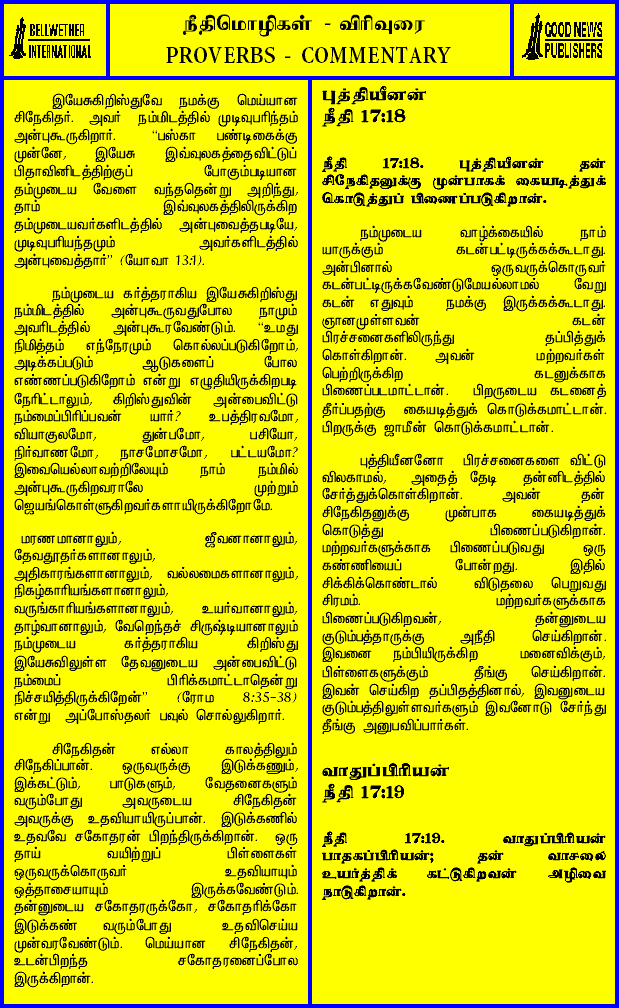 BELLWETHER
INTERNATIONAL
நீதிமொழிகள் - விரிவுரை
PROVERBS - COMMENTARY
GOOD NEWS
PUBLISHERS
இயேசுகிறிஸ்துவே நமக்கு மெய்யான
சிநேகிதர். அவர் நம்மிடத்தில் முடிவுபரிந்தம்
அன்புகூருகிறார். “பஸ்கா பண்டிகைக்கு
முன்னே, இயேசு இவ்வுலகத்தைவிட்டுப்
பிதாவினிடத்திற்குப் போகும்படியான
தம்முடைய வேளை வந்ததென்று அறிந்து,
தாம் இவ்வுலகத்திலிருக்கிற
தம்முடையவர்களிடத்தில் அன்புவைத்தபடியே,
முடிவுபரியந்தமும் அவர்களிடத்தில்
அன்புவைத்தார்” (யோவா 13:1).
நம்முடைய கர்த்தராகிய இயேசுகிறிஸ்து
நம்மிடத்தில் அன்புகூருவதுபோல நாமும்
அவரிடத்தில் அன்புகூரவேண்டும். “உமது
நிமித்தம் எந்நேரமும் கொல்லப்படுகிறோம்,
அடிக்கப்படும் ஆடுகளைப் போல
எண்ணப்படுகிறோம் என்று எழுதியிருக்கிறபடி
நேரிட்டாலும், கிறிஸ்துவின் அன்பைவிட்டு
நம்மைப்பிரிப்பவன் யார்? உபத்திரவமோ,
வியாகுலமோ, துன்பமோ, பசியோ,
நிர்வாணமோ, நாசமோசமோ, பட்டயமோ?
இவையெல்லாவற்றிலேயும் நாம் நம்மில்
அன்புகூருகிறவராலே முற்றும்
ஜெயங்கொள்ளுகிறவர்களாயிருக்கிறோமே.
மரணமானாலும், ஜீவனானாலும்,
தேவதூதர்களானாலும்,
அதிகாரங்களானாலும், வல்லமைகளானாலும்,
நிகழ்காரியங்களானாலும்,
வருங்காரியங்களானாலும், உயர்வானாலும்,
தாழ்வானாலும், வேறெந்தச் சிருஷ்டியானாலும்
நம்முடைய கர்த்தராகிய கிறிஸ்து
இயேசுவிலுள்ள தேவனுடைய அன்பைவிட்டு
நம்மைப் பிரிக்கமாட்டாதென்று
நிச்சயித்திருக்கிறேன்” (ரோம 8:35-38)
என்று அப்போஸ்தலர் பவுல் சொல்லுகிறார்.
சிநேகிதன் எல்லா காலத்திலும்
சிநேகிப்பான். ஒருவருக்கு இடுக்கணும்,
இக்கட்டும், பாடுகளும், வேதனைகளும்
வரும்போது அவருடைய சிநேகிதன்
அவருக்கு உதவியாயிருப்பான். இடுக்கணில்
உதவவே சகோதரன் பிறந்திருக்கிறான். ஒரு
தாய் வயிற்றுப் பிள்ளைகள்
ஒருவருக்கொருவர் உதவியாயும்
ஒத்தாசையாயும் இருக்கவேண்டும்.
தன்னுடைய சகோதரருக்கோ, சகோதரிக்கோ
இடுக்கண் வரும்போது உதவிசெய்ய
முன்வரவேண்டும். மெய்யான சிநேகிதன்,
உடன்பிறந்த சகோதரனைப்போல
இருக்கிறான்.
புத்தியீனன்
நீதி 17:18
நீதி 17:18. புத்தியீனன் தன்
சிநேகிதனுக்கு முன்பாகக் கையடித்துக்
கொடுத்துப் பிணைப்படுகிறான்.
நம்முடைய வாழ்க்கையில் நாம்
யாருக்கும் கடன்பட்டிருக்கக்கூடாது.
அன்பினால் ஒருவருக்கொருவர்
கடன்பட்டிருக்கவேண்டுமேயல்லாமல் வேறு
கடன் எதுவும் நமக்கு இருக்கக்கூடாது.
ஞானமுள்ளவன் கடன்
பிரச்சனைகளிலிருந்து தப்பித்துக்
கொள்கிறான். அவன் மற்றவர்கள்
பெற்றிருக்கிற கடனுக்காக
பிணைப்படமாட்டான். பிறருடைய கடனைத்
தீர்ப்பதற்கு கையடித்துக் கொடுக்கமாட்டான்.
பிறருக்கு ஜாமீன் கொடுக்கமாட்டான்.
புத்தியீனனோ பிரச்சனைகளை விட்டு
விலகாமல், அதைத் தேடி தன்னிடத்தில்
சேர்த்துக்கொள்கிறான். அவன் தன்
சிநேகிதனுக்கு முன்பாக கையடித்துக்
கொடுத்து பிணைப்படுகிறான்.
மற்றவர்களுக்காக பிணைப்படுவது ஒரு
கண்ணியைப் போன்றது. இதில்
சிக்கிக்கொண்டால் விடுதலை பெறுவது
சிரமம். மற்றவர்களுக்காக
பிணைப்படுகிறவன், தன்னுடைய
குடும்பத்தாருக்கு அநீதி செய்கிறான்.
இவனை நம்பியிருக்கிற மனைவிக்கும்,
பிள்ளைகளுக்கும் தீங்கு செய்கிறான்.
இவன் செய்கிற தப்பிதத்தினால், இவனுடைய
குடும்பத்திலுள்ளவர்களும் இவனோடு சேர்ந்து
தீங்கு அனுபவிப்பார்கள்.
வாதுப்பிரியன்
நீதி 17:19
நீதி 17:19. வாதுப்பிரியன்
பாதகப்பிரியன்; தன் வாசலை
உயர்த்திக் கட்டுகிறவன் அழிவை
நாடுகிறான்.